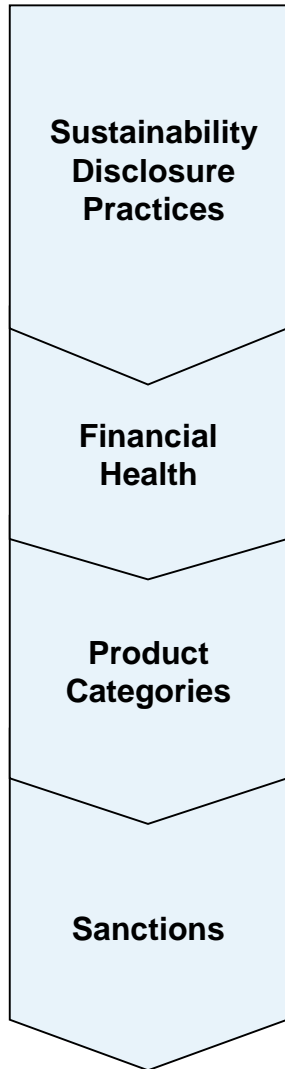 Sustainability
Disclosure
Practices
Financial
Health
Product
Categories
Sanctions